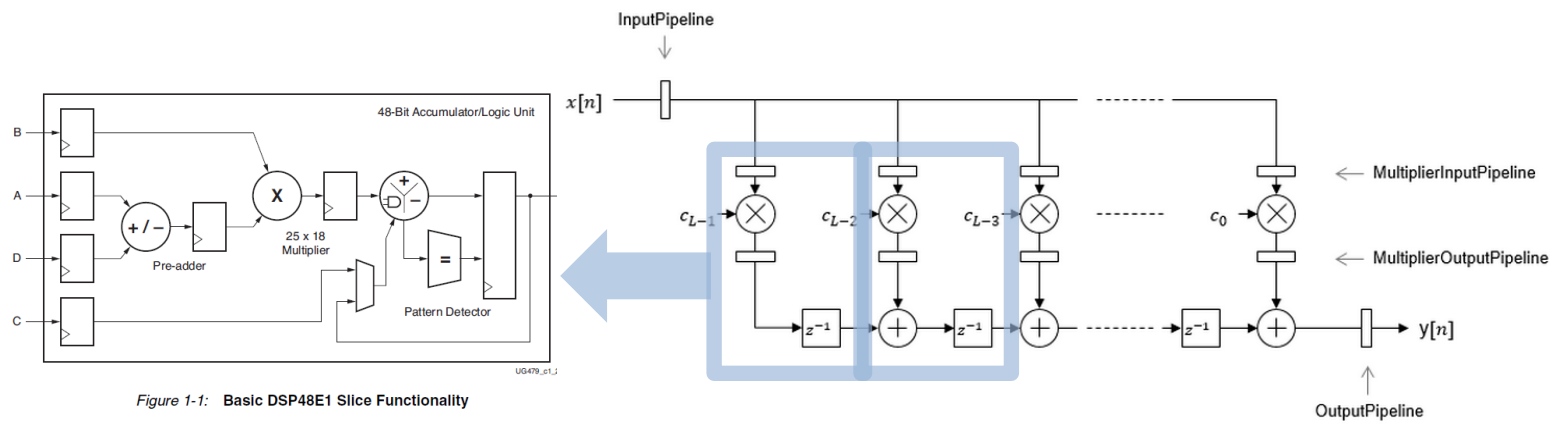 48-Bit Accumulator/Logic Unit
B
A
D
C
+ / −
Pre-adder
X
25 x 18
Multiplier
+
−
=
Pattern Detector
UG479_c1_
Figure 1-1: Basic DSP48E1 Slice Functionality
InputPipeline
x[n]
MultiplierInputPipeline
c_{L−1}
c_{L−2}
c_{L−3}
c_0
MultiplierOutputPipeline
z^{−1}
z^{−1}
z^{−1}
y[n]
OutputPipeline